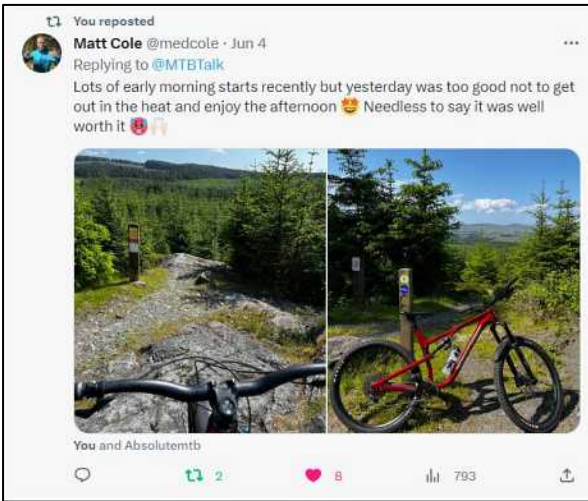 You reposted
Matt Cole @medcole · Jun 4
Replying to @MTBTalk
Lots of early morning starts recently but yesterday was too good not to get
out in the heat and enjoy the afternoon 🤩 Needless to say it was well
worth it 🥵🙌🏻
You and Absolutemtb
2 8 793